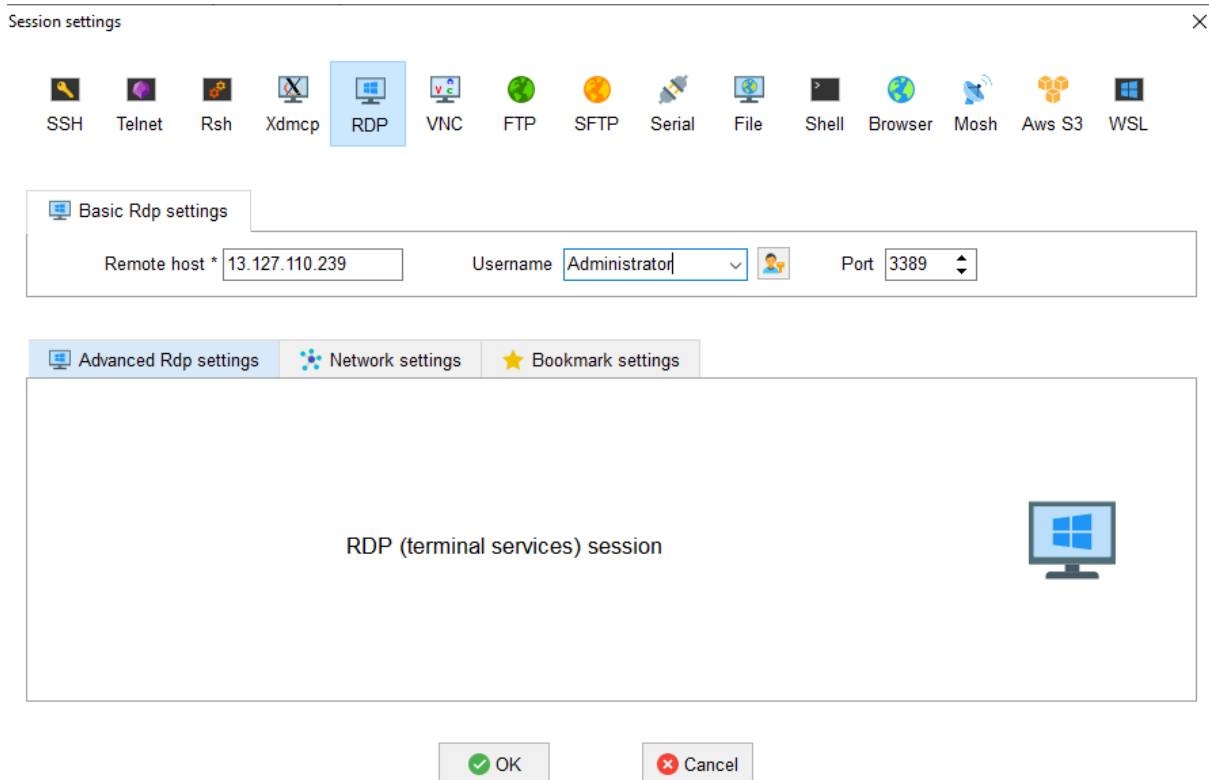 Session settings
SSH Telnet Rsh Xdmcp RDP VNC FTP SFTP Serial File Shell Browser Mosh Aws S3 WSL
Basic Rdp settings
Remote host * 13.127.110.239 Username Administrator Port 3389
Advanced Rdp settings Network settings Bookmark settings
RDP (terminal services) session
OK Cancel